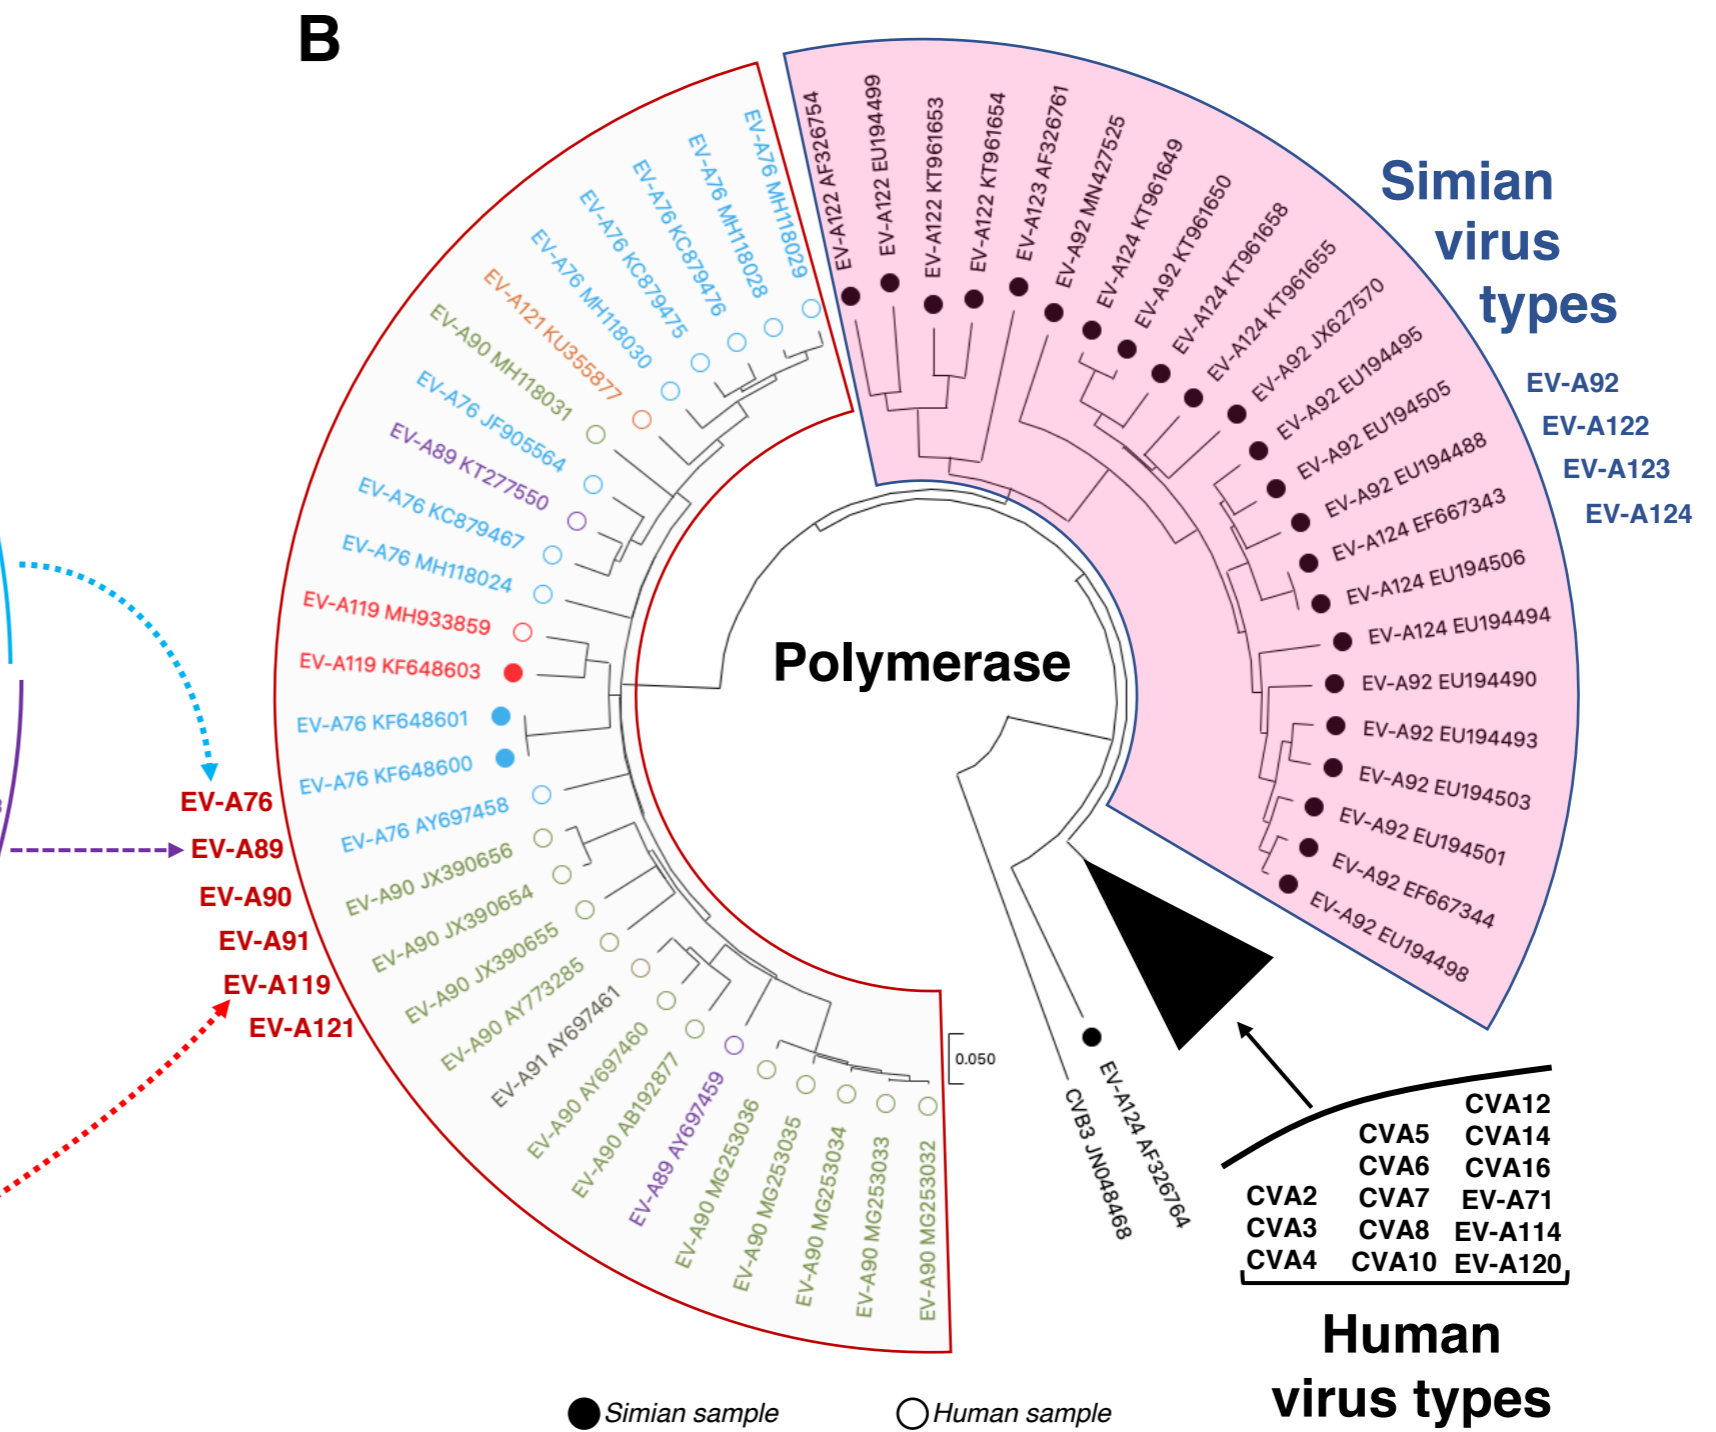 B
EV-A76 MH118029
EV-A76 MH118028
EV-A76 KC879476
EV-A76 KC879475
EV-A76 MH118030
EV-A121 KU355877
EV-A90 MH118031
EV-A76 JF905564
EV-A89 KT277550
EV-A76 KC879467
EV-A76 MH118024
EV-A119 MH933859
EV-A119 KF648603
EV-A76 KF648601
EV-A76 KF648600
EV-A76 AY697458
EV-A90 JX390656
EV-A90 JX390654
EV-A90 JX390655
EV-A90 AY773285
EV-A91 AY697461
EV-A90 AY697460
EV-A90 AB192877
EV-A89 AY697459
EV-A90 MG253036
EV-A90 MG253035
EV-A90 MG253034
EV-A90 MG253033
EV-A90 MG253032
EV-A122 AF326754
EV-A122 EU194499
EV-A122 KT961653
EV-A122 KT961654
EV-A123 AF326761
EV-A92 MN427525
EV-A124 KT961649
EV-A92 KT961650
EV-A124 KT961658
EV-A124 KT961655
EV-A92 JX627570
EV-A92 EU194495
EV-A92 EU194505
EV-A92 EU194488
EV-A124 EF667343
EV-A124 EU194506
EV-A124 EU194494
EV-A92 EU194490
EV-A92 EU194493
EV-A92 EU194503
EV-A92 EU194501
EV-A92 EF667344
EV-A92 EU194498
Simian
virus
types
EV-A92
EV-A122
EV-A123
EV-A124
Polymerase
EV-A76
EV-A89
EV-A90
EV-A91
EV-A119
EV-A121
0.050
EV-A124 AF326764
CVB3 JN048468
CVA2
CVA3
CVA4
CVA5
CVA6
CVA7
CVA8
CVA10
CVA12
CVA14
CVA16
EV-A71
EV-A114
EV-A120
Human
virus types
Simian sample
Human sample